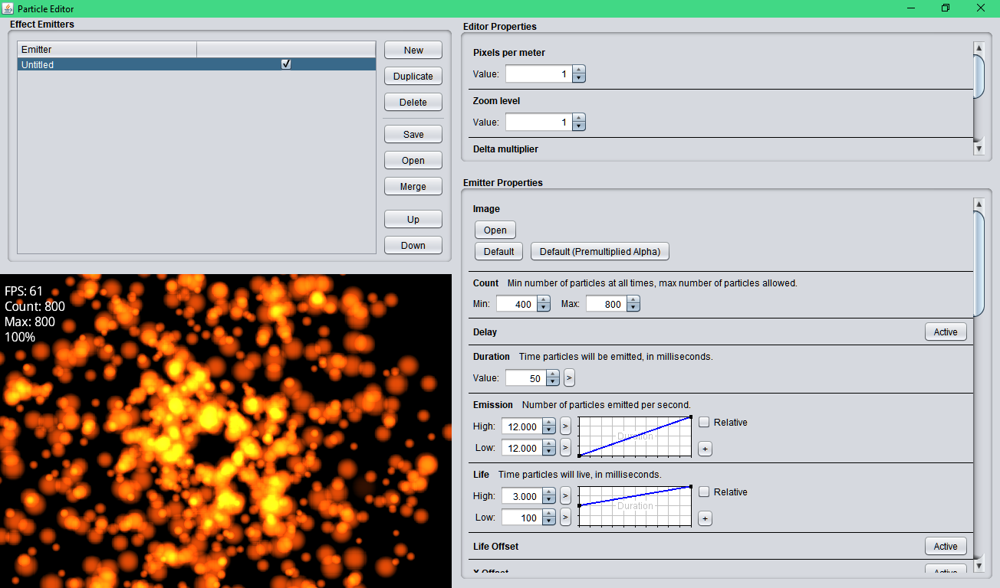 Particle Editor
Effect Emitters
Emitter
Untitled
New
Duplicate
Delete
Save
Open
Merge
Up
Down
FPS: 61
Count: 800
Max: 800
100%
Editor Properties
Pixels per meter
Value: 1
Zoom level
Value: 1
Delta multiplier
Emitter Properties
Image
Open
Default Default (Premultiplied Alpha)
Count Min number of particles at all times, max number of particles allowed.
Min: 400 Max: 800
Delay Active
Duration Time particles will be emitted, in milliseconds.
Value: 50 >
Emission Number of particles emitted per second.
High: 12.000 > Duration Relative
Low: 12.000 > +
Life Time particles will live, in milliseconds.
High: 3.000 > Duration Relative
Low: 100 > +
Life Offset Active
X Offset Active